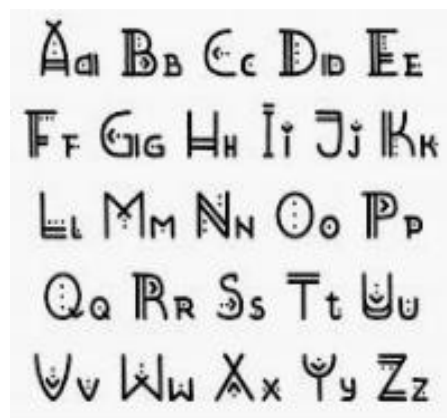 Aa Bb Cc Dd Ee
Ff Gg Hh Ii Jj Kk
Ll Mm Nn Oo Pp
Qq Rr Ss Tt Uu
Vv Ww Xx Yy Zz